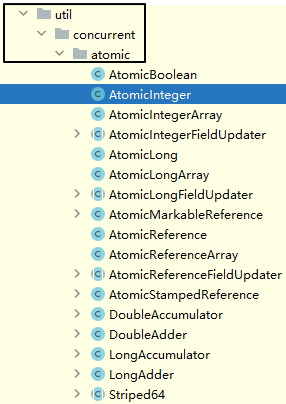 util
concurrent
atomic
AtomicBoolean
AtomicInteger
AtomicIntegerArray
AtomicIntegerFieldUpdater
AtomicLong
AtomicLongArray
AtomicLongFieldUpdater
AtomicMarkableReference
AtomicReference
AtomicReferenceArray
AtomicReferenceFieldUpdater
AtomicStampedReference
DoubleAccumulator
DoubleAdder
LongAccumulator
LongAdder
Striped64